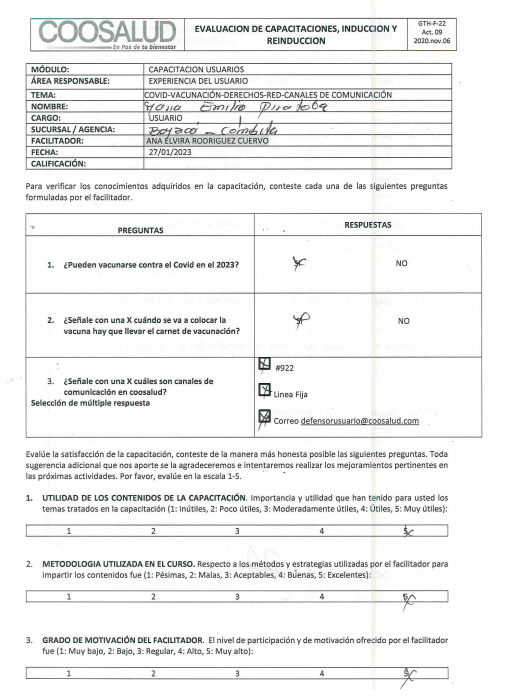 COOSALUD
En Pos de tu bienestar
EVALUACION DE CAPACITACIONES, INDUCCION Y
REINDUCCION
GTH-F-22
Act. 09
2020.nov.06
MÓDULO: CAPACITACION USUARIOS
ÁREA RESPONSABLE: EXPERIENCIA DEL USUARIO
TEMA: COVID-VACUNACIÓN-DERECHOS-RED-CANALES DE COMUNICACIÓN
NOMBRE: Emilio
CARGO: USUARIO
SUCURSAL / AGENCIA: Boyaca - Combita
FACILITADOR: ANA ÉLVIRA RODRIGUEZ CUERVO
FECHA: 27/01/2023
CALIFICACIÓN:
Para verificar los conocimientos adquiridos en la capacitación, conteste cada una de las siguientes preguntas
formuladas por el facilitador.
PREGUNTAS RESPUESTAS
1. ¿Pueden vacunarse contra el Covid en el 2023? NO
2. ¿Señale con una X cuándo se va a colocar la
vacuna hay que llevar el carnet de vacunación? NO
3. ¿Señale con una X cuáles son canales de
comunicación en coosalud?
Selección de múltiple respuesta
#922
Linea Fija
Correo defensorusuario@coosalud.com
Evalúe la satisfacción de la capacitación, conteste de la manera más honesta posible las siguientes preguntas. Toda
sugerencia adicional que nos aporte se la agradeceremos e intentaremos realizar los mejoramientos pertinentes en
las próximas actividades. Por favor, evalúe en la escala 1-5.
1. UTILIDAD DE LOS CONTENIDOS DE LA CAPACITACIÓN. Importancia y utilidad que han tenido para usted los
temas tratados en la capacitación (1: Inútiles, 2: Poco útiles, 3: Moderadamente útiles, 4: Útiles, 5: Muy útiles):
1 2 3 4 5
2. METODOLOGIA UTILIZADA EN EL CURSO. Respecto a los métodos y estrategias utilizadas por el facilitador para
impartir los contenidos fue (1: Pésimas, 2: Malas, 3: Aceptables, 4: Buenas, 5: Excelentes):
1 2 3 4 5
3. GRADO DE MOTIVACIÓN DEL FACILITADOR. El nivel de participación y de motivación ofrecido por el facilitador
fue (1: Muy bajo, 2: Bajo, 3: Regular, 4: Alto, 5: Muy alto):
1 2 3 4 5